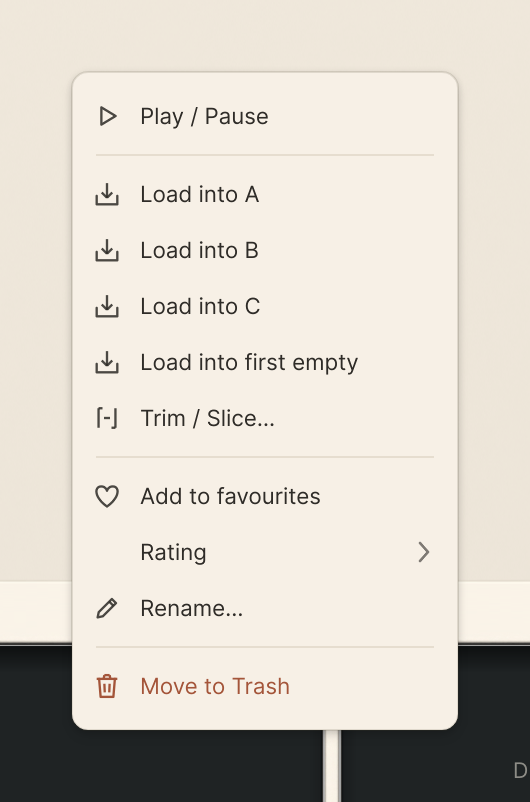 Play / Pause
Load into A
Load into B
Load into C
Load into first empty
Trim / Slice...
Add to favourites
Rating
Rename...
Move to Trash
D